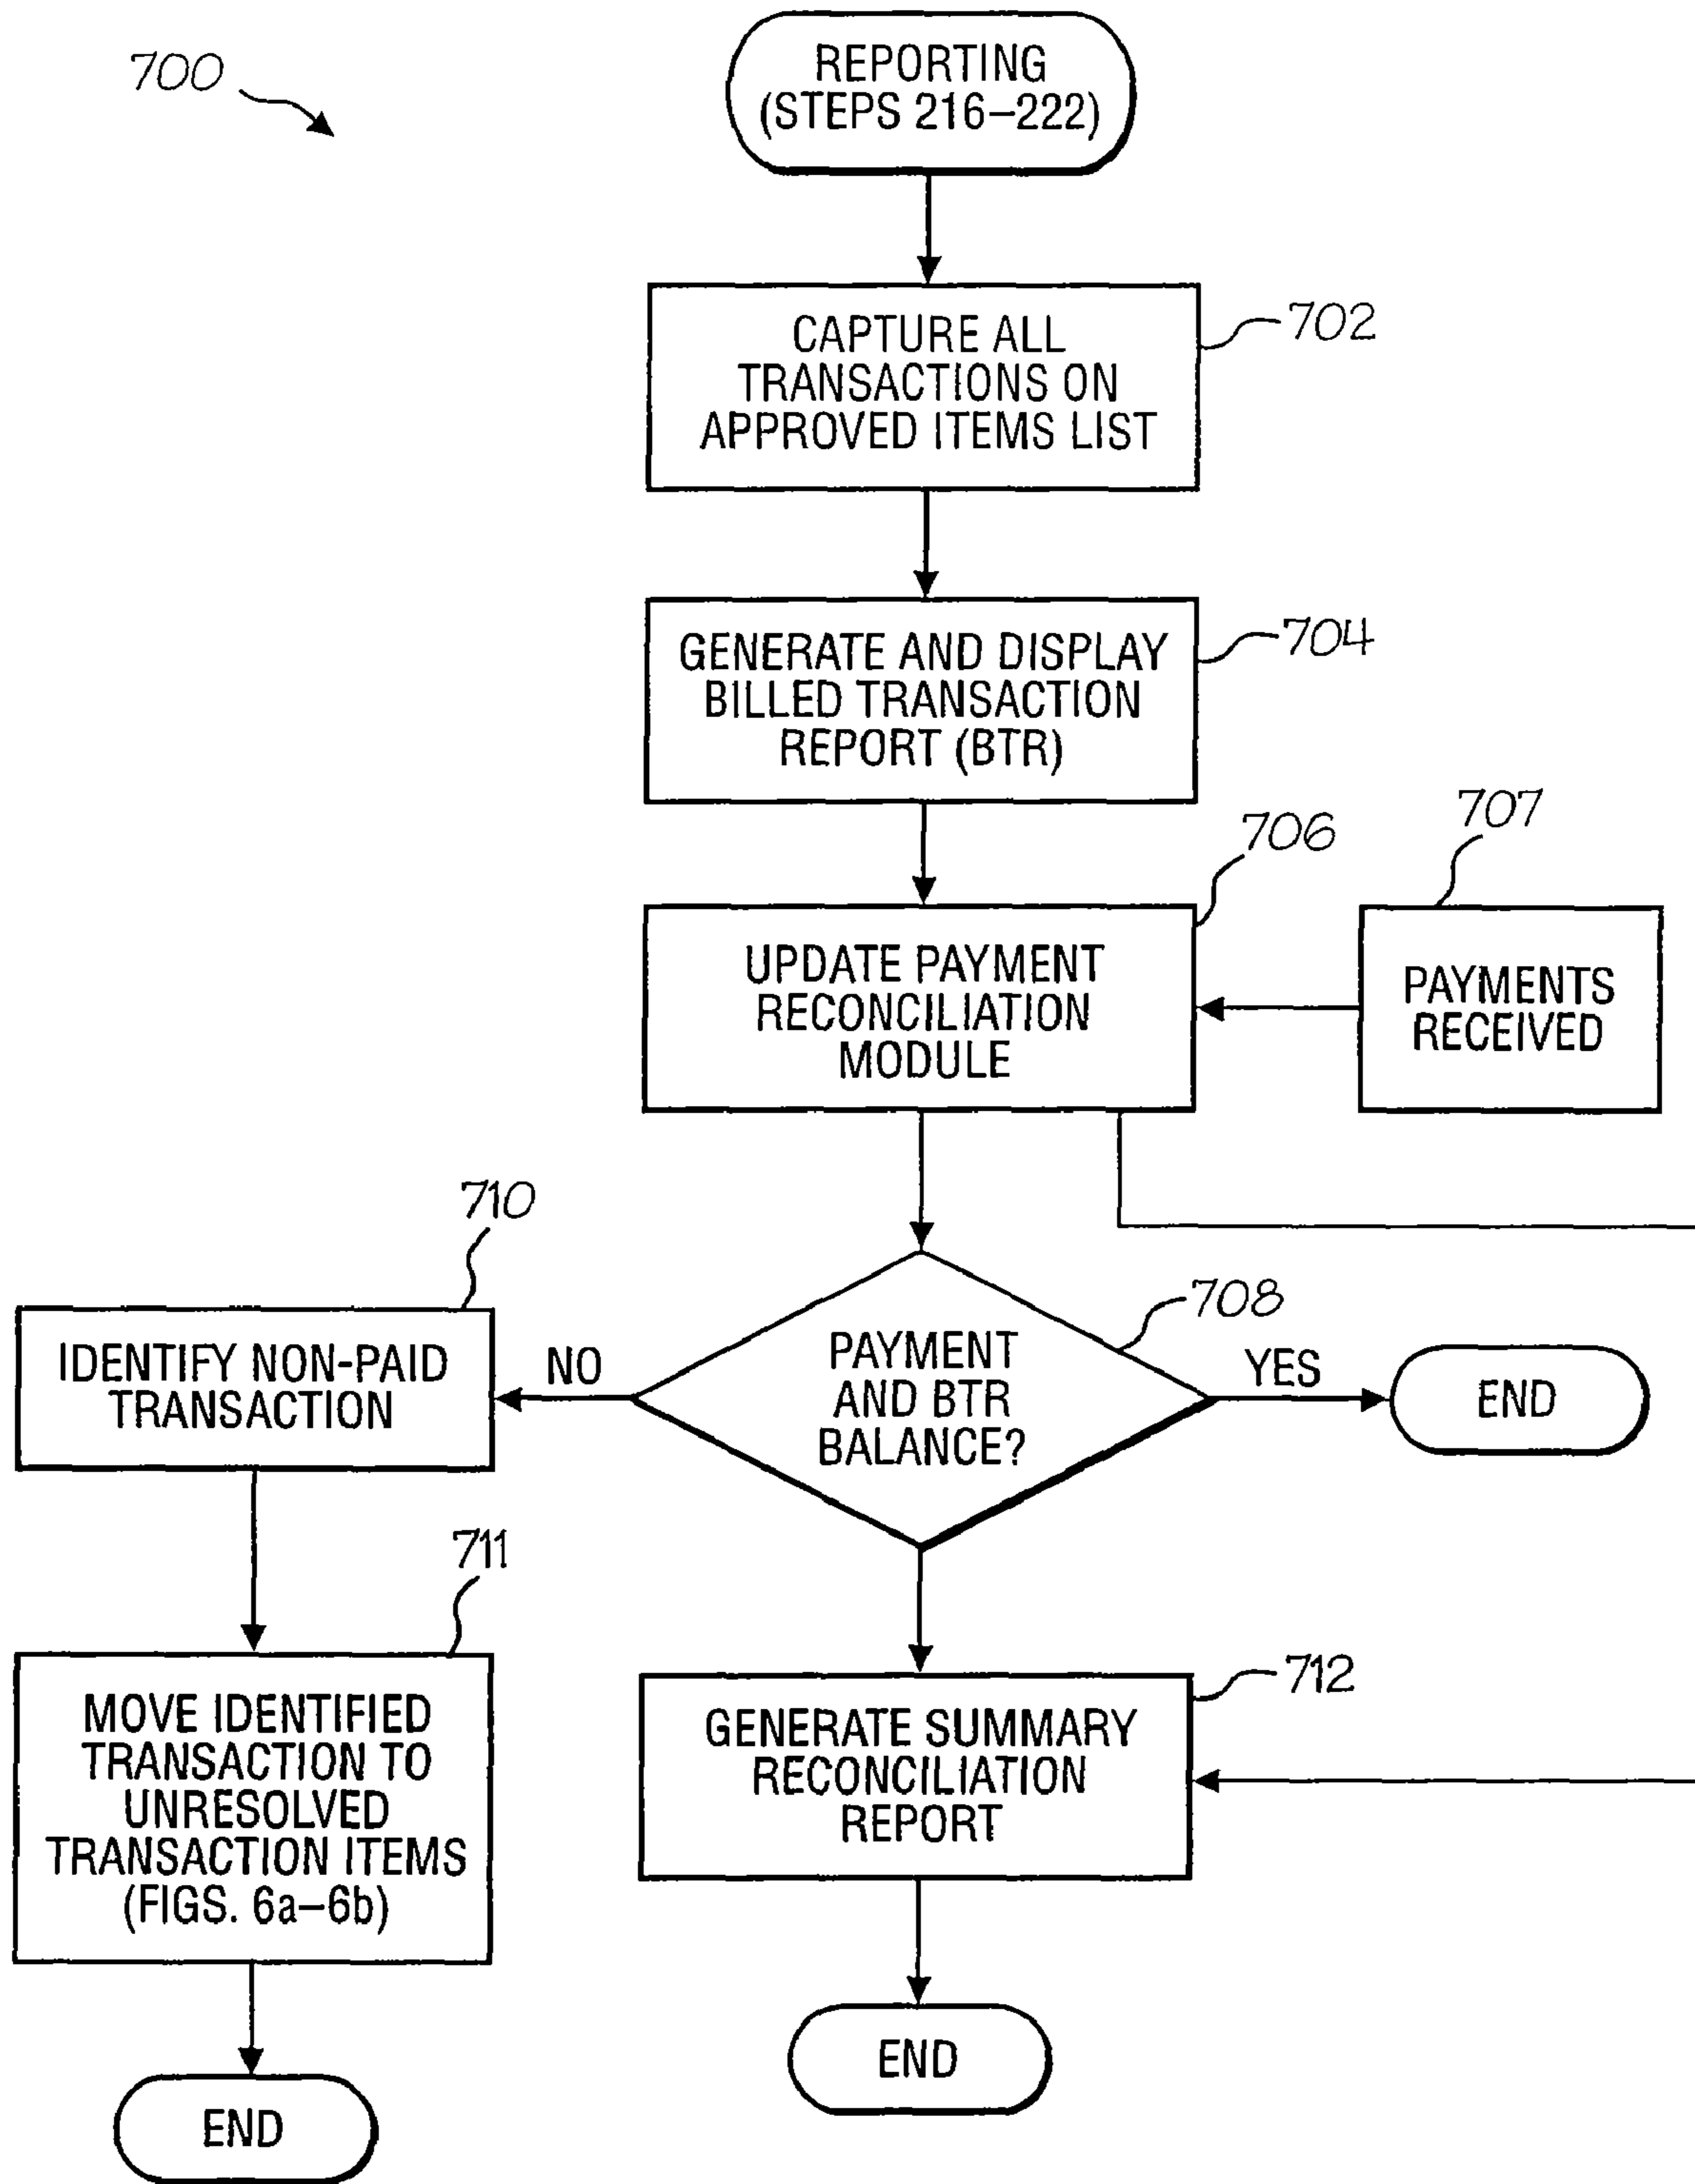 700
REPORTING
(STEPS 216–222)
CAPTURE ALL
TRANSACTIONS ON
APPROVED ITEMS LIST
702
GENERATE AND DISPLAY
BILLED TRANSACTION
REPORT (BTR)
704
UPDATE PAYMENT
RECONCILIATION
MODULE
706
707
PAYMENTS
RECEIVED
710
IDENTIFY NON-PAID
TRANSACTION
NO
PAYMENT
AND BTR
BALANCE?
708
YES
END
711
MOVE IDENTIFIED
TRANSACTION TO
UNRESOLVED
TRANSACTION ITEMS
(FIGS. 6a–6b)
END
GENERATE SUMMARY
RECONCILIATION
REPORT
712
END